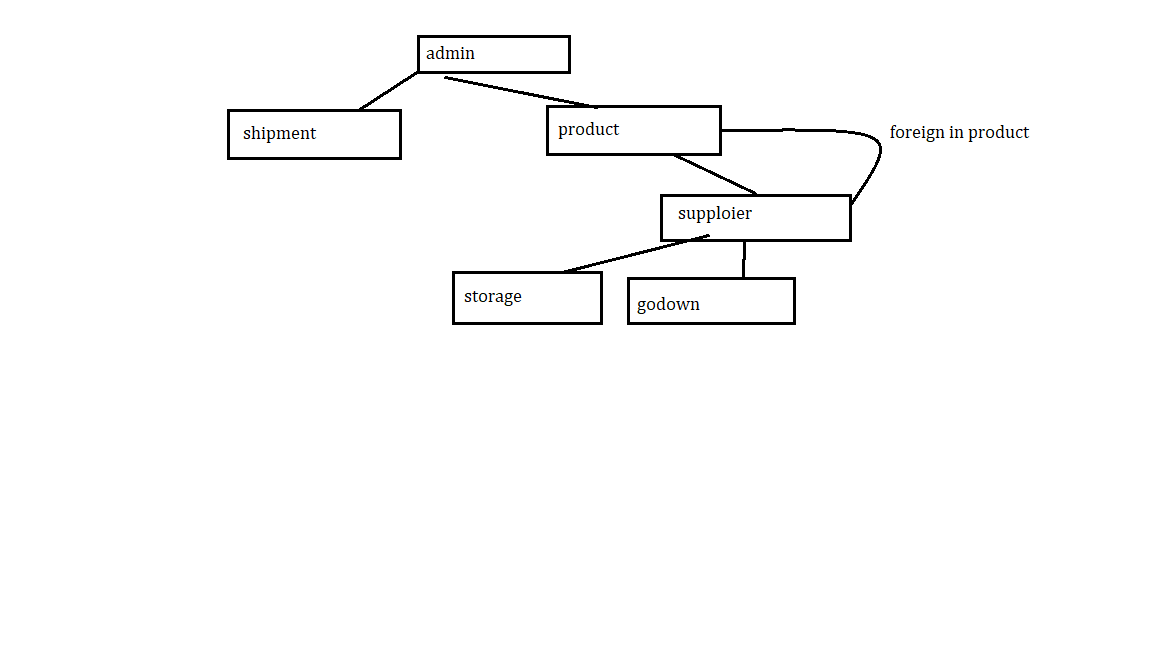 admin
shipment
product
foreign in product
supploier
storage
godown